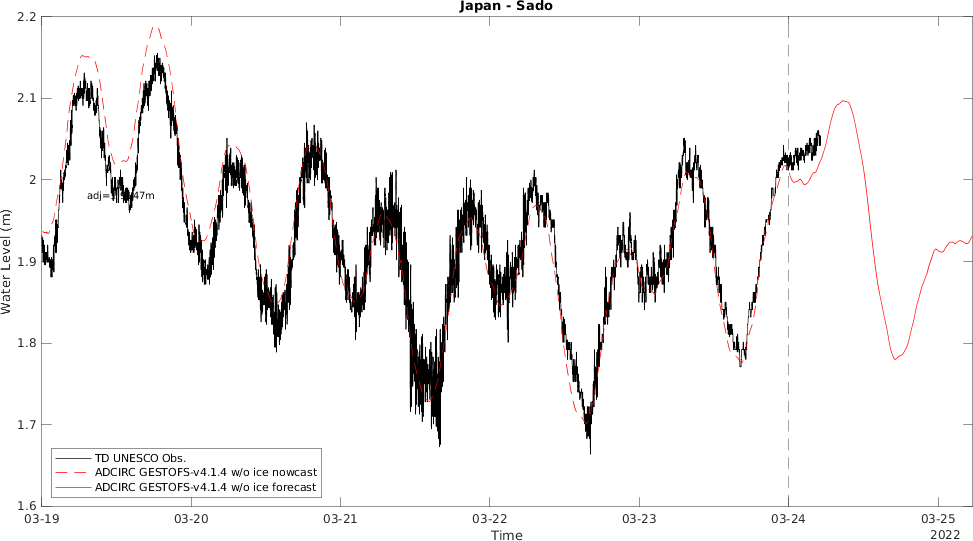 Japan - Sado
2.2
2.1
2
1.9
1.8
1.7
1.6
Water Level (m)
47m
TD UNESCO Obs.
ADCIRC GESTOFS-v4.1.4 w/o ice nowcast
ADCIRC GESTOFS-v4.1.4 w/o ice forecast
03-19
03-20
03-21
03-22
03-23
03-24
03-25
Time
2022